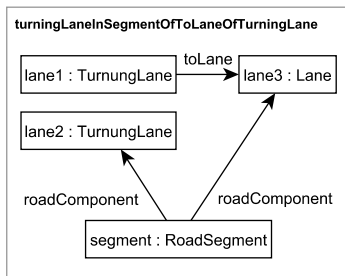 turningLaneInSegmentOfToLaneOfTurningLane
toLane
lane1 : TurnungLane
lane3 : Lane
lane2 : TurnungLane
roadComponent
roadComponent
segment : RoadSegment